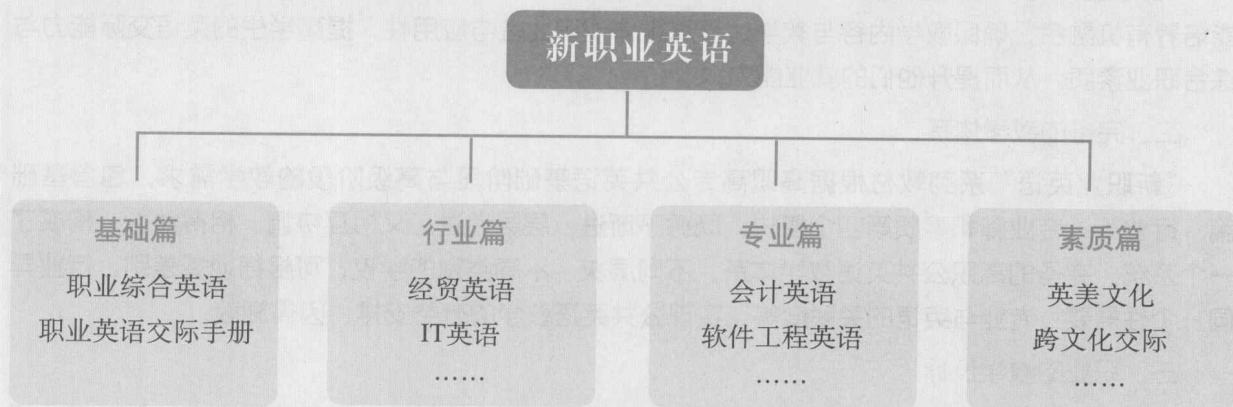 新职业英语
基础篇
职业综合英语
职业英语交际手册
行业篇
经贸英语
IT英语
……
专业篇
会计英语
软件工程英语
……
素质篇
英美文化
跨文化交际
……